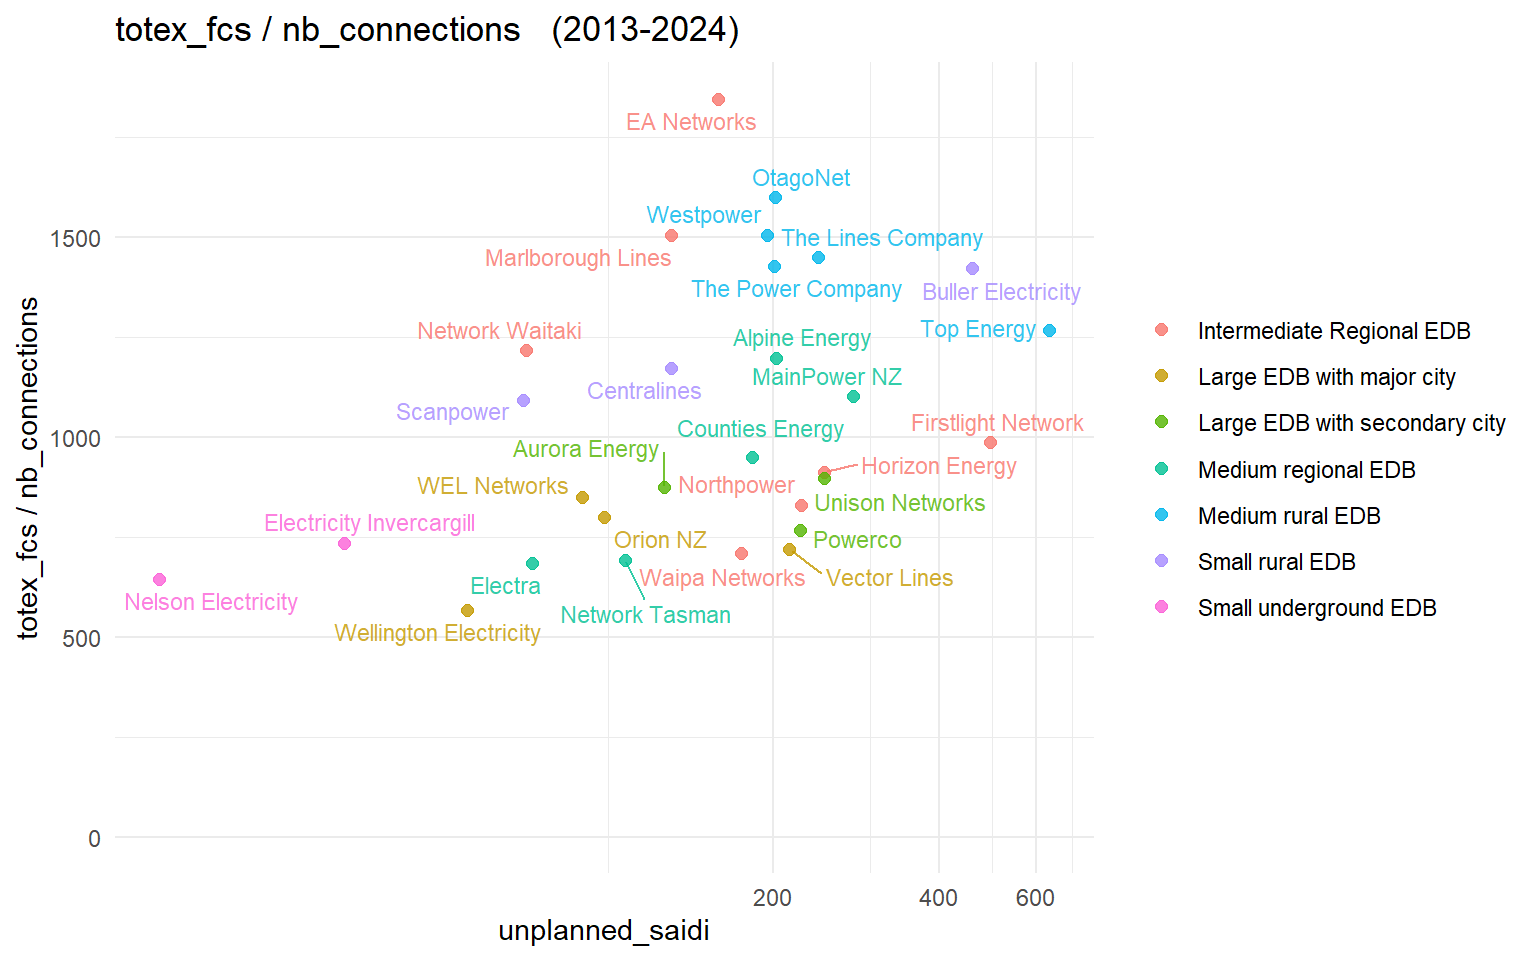 totex_fcs / nb_connections (2013-2024)
EA Networks
OtagoNet
Westpower
1500
The Lines Company
Marlborough Lines
The Power Company
Buller Electricity
Network Waitaki
Top Energy
Intermediate Regional EDB
Alpine Energy
MainPower NZ
Large EDB with major city
Centralines
Scanpower
Firstlight Network
Large EDB with secondary city
Counties Energy
1000
Aurora Energy
Horizon Energy
Medium regional EDB
WEL Networks
Northpower
Unison Networks
Medium rural EDB
Electricity Invercargill
Orion NZ
Powerco
Small rural EDB
Waipa Networks
Vector Lines
Electra
Nelson Electricity
Small underground EDB
Network Tasman
Wellington Electricity
500
totex_fcs / nb_connections
0
200
400
600
unplanned_saidi